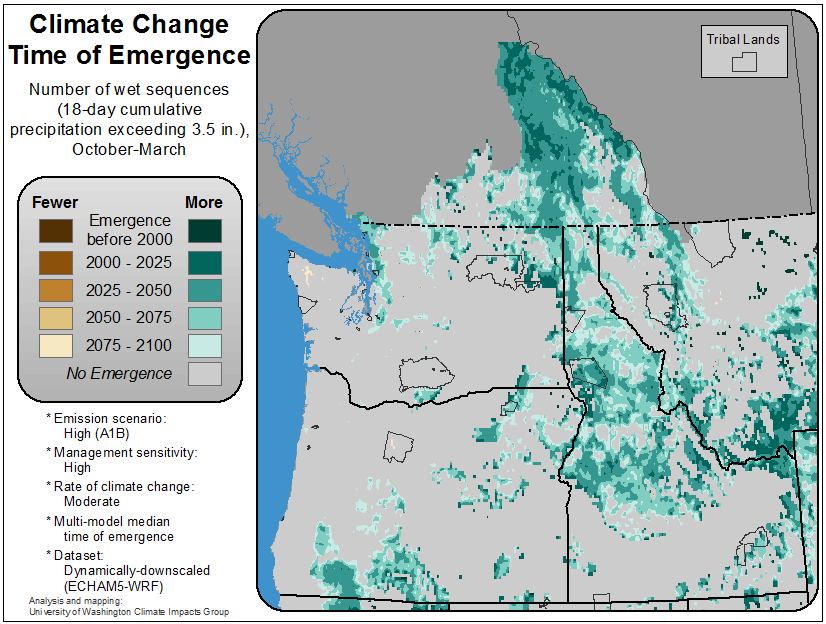 Climate Change
Time of Emergence
Number of wet sequences
(18-day cumulative
precipitation exceeding 3.5 in.),
October-March
Fewer
More
Emergence
before 2000
2000 - 2025
2025 - 2050
2050 - 2075
2075 - 2100
No Emergence
* Emission scenario:
High (A1B)
* Management sensitivity:
High
* Rate of climate change:
Moderate
* Multi-model median
time of emergence
* Dataset:
Dynamically-downscaled
(ECHAM5-WRF)
Analysis and mapping:
University of Washington Climate Impacts Group
Tribal Lands